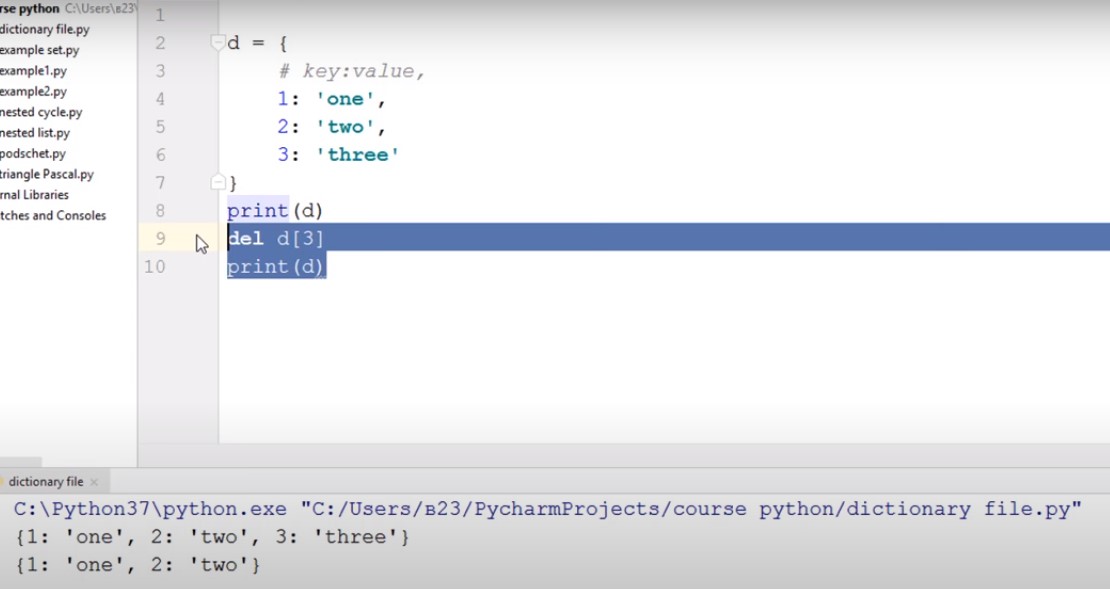 rse python C:\Users\в23\
dictionary file.py
example set.py
example1.py
example2.py
nested cycle.py
nested list.py
podschet.py
triangle Pascal.py
rnal Libraries
tches and Consoles
1
2 d = {
3 # key:value,
4 1: 'one',
5 2: 'two',
6 3: 'three'
7 }
8 print(d)
9 del d[3]
10 print(d)
dictionary file ×
C:\Python37\python.exe "C:/Users/в23/PycharmProjects/course python/dictionary file.py"
{1: 'one', 2: 'two', 3: 'three'}
{1: 'one', 2: 'two'}